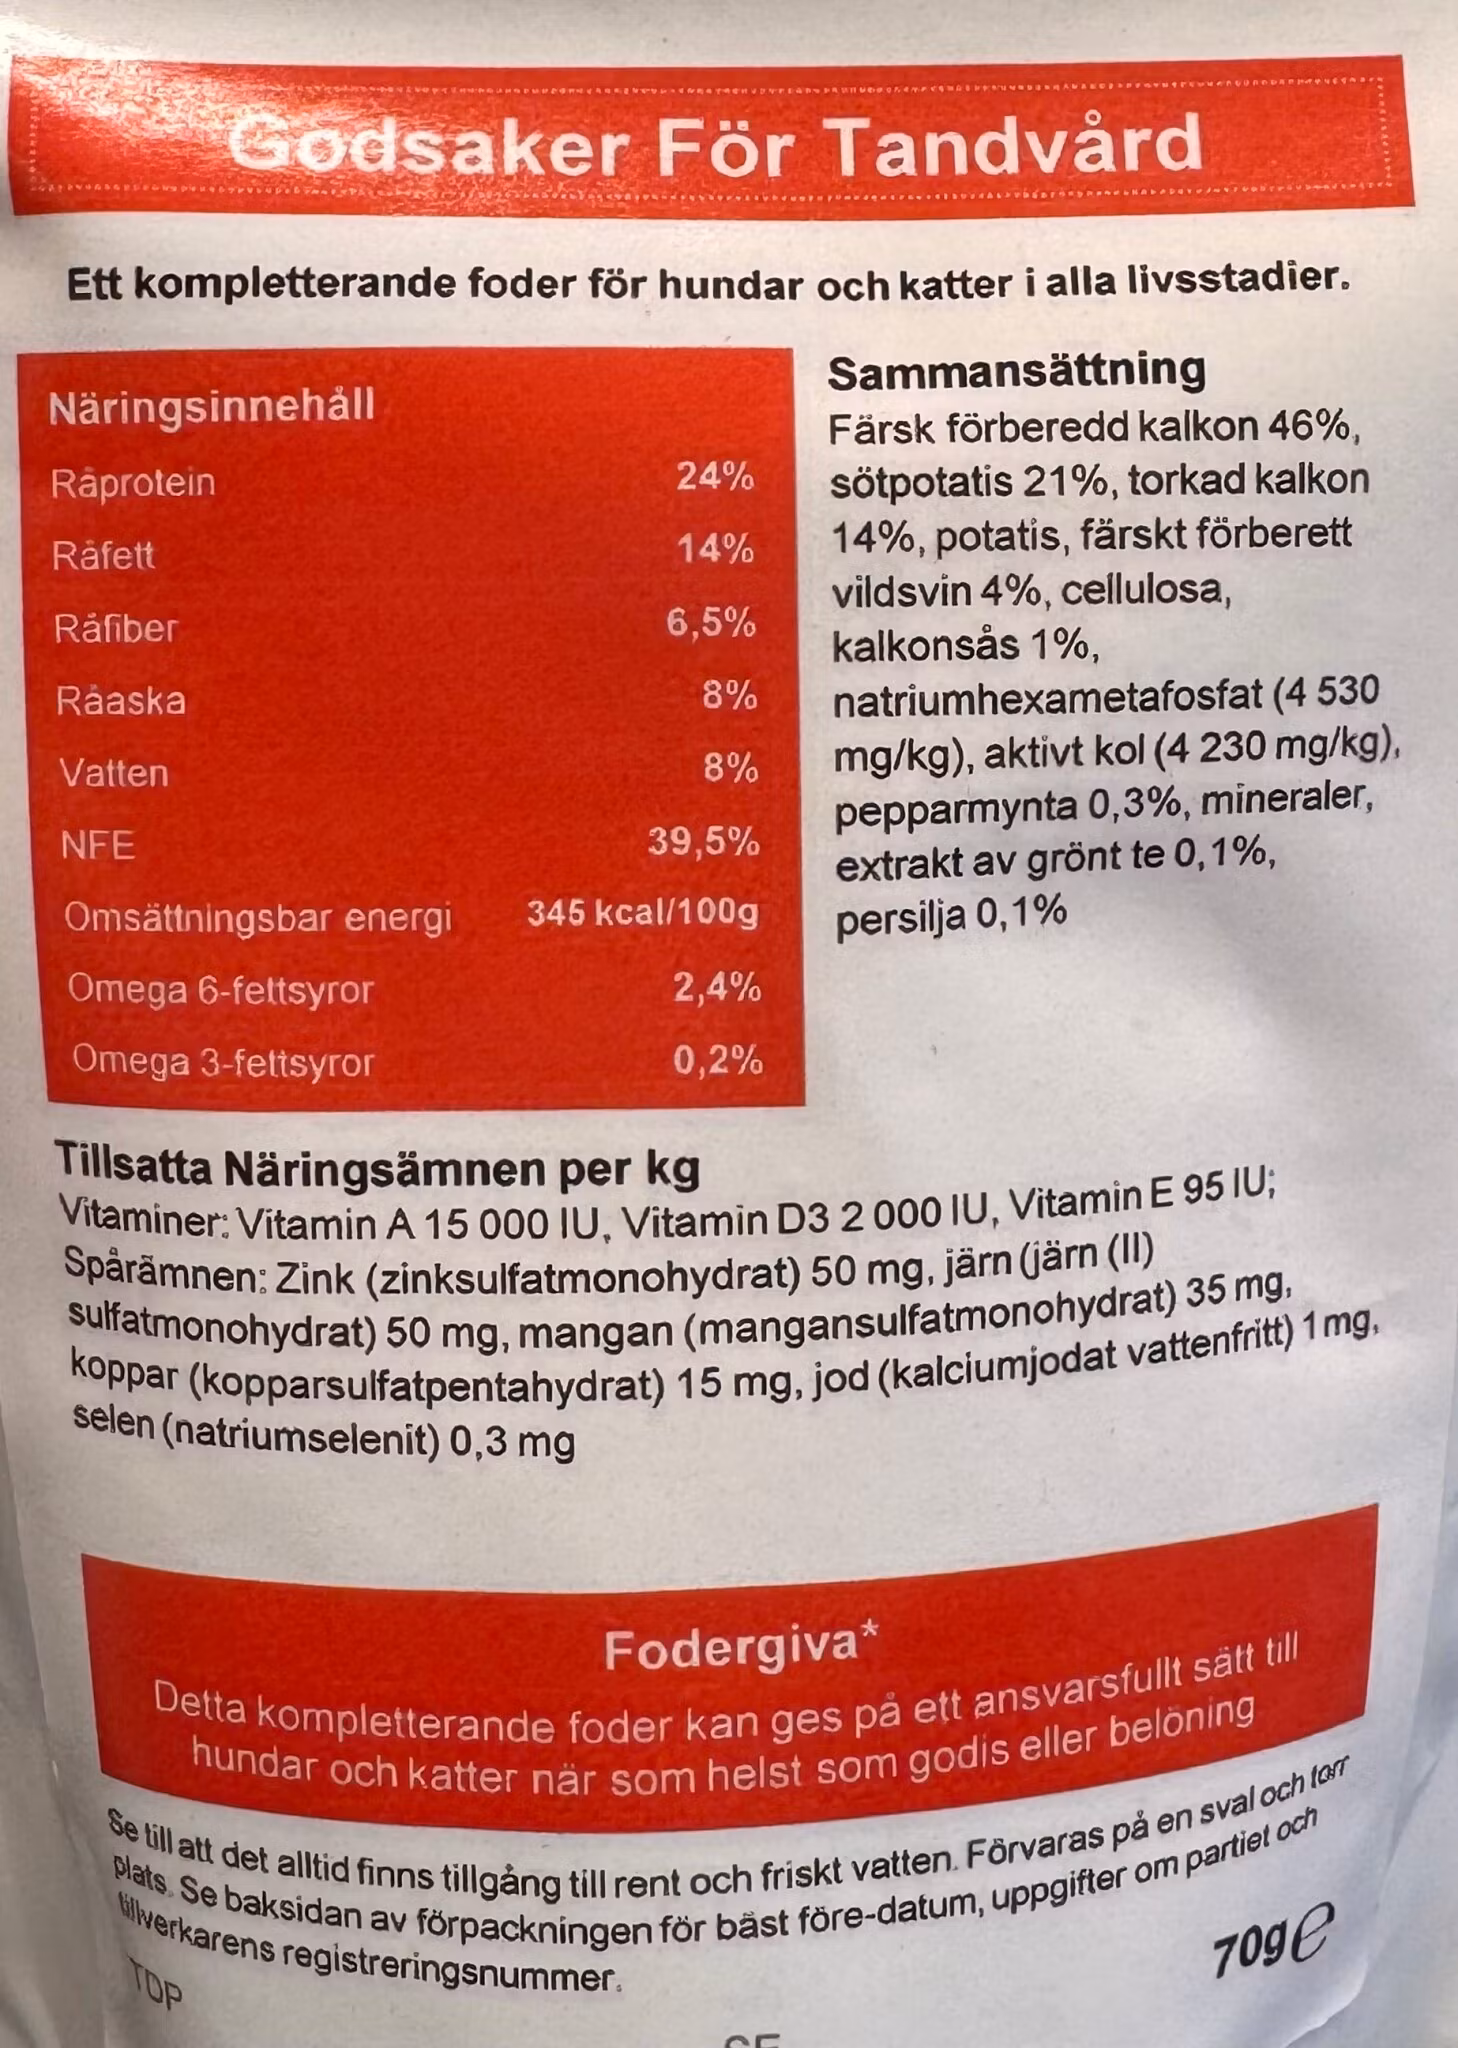 Godsaker För Tandvård
Ett kompletterande foder för hundar och katter i alla livsstadier.
Näringsinnehåll
Råprotein 24%
Råfett 14%
Råfiber 6,5%
Råaska 8%
Vatten 8%
NFE 39,5%
Omsättningsbar energi 345 kcal/100g
Omega 6-fettsyror 2,4%
Omega 3-fettsyror 0,2%
Sammansättning
Färsk förberedd kalkon 46%,
sötpotatis 21%, torkad kalkon
14%, potatis, färskt förberett
vildsvin 4%, cellulosa,
kalkonsås 1%,
natriumhexametafosfat (4 530
mg/kg), aktivt kol (4 230 mg/kg),
pepparmynta 0,3%, mineraler,
extrakt av grönt te 0,1%,
persilja 0,1%
Tillsatta Näringsämnen per kg
Vitaminer: Vitamin A 15 000 IU, Vitamin D3 2 000 IU, Vitamin E 95 IU;
Spårämnen: Zink (zinksulfatmonohydrat) 50 mg, järn (järn (II)
sulfatmonohydrat) 50 mg, mangan (mangansulfatmonohydrat) 35 mg,
koppar (kopparsulfatpentahydrat) 15 mg, jod (kalciumjodat vattenfritt) 1 mg,
selen (natriumselenit) 0,3 mg
Fodergiva*
Detta kompletterande foder kan ges på ett ansvarsfullt sätt till
hundar och katter när som helst som godis eller belöning
Se till att det alltid finns tillgång till rent och friskt vatten. Förvaras på en sval och torr
plats. Se baksidan av förpackningen för bäst före-datum, uppgifter om partiet och
tillverkarens registreringsnummer.
TDP
70g e